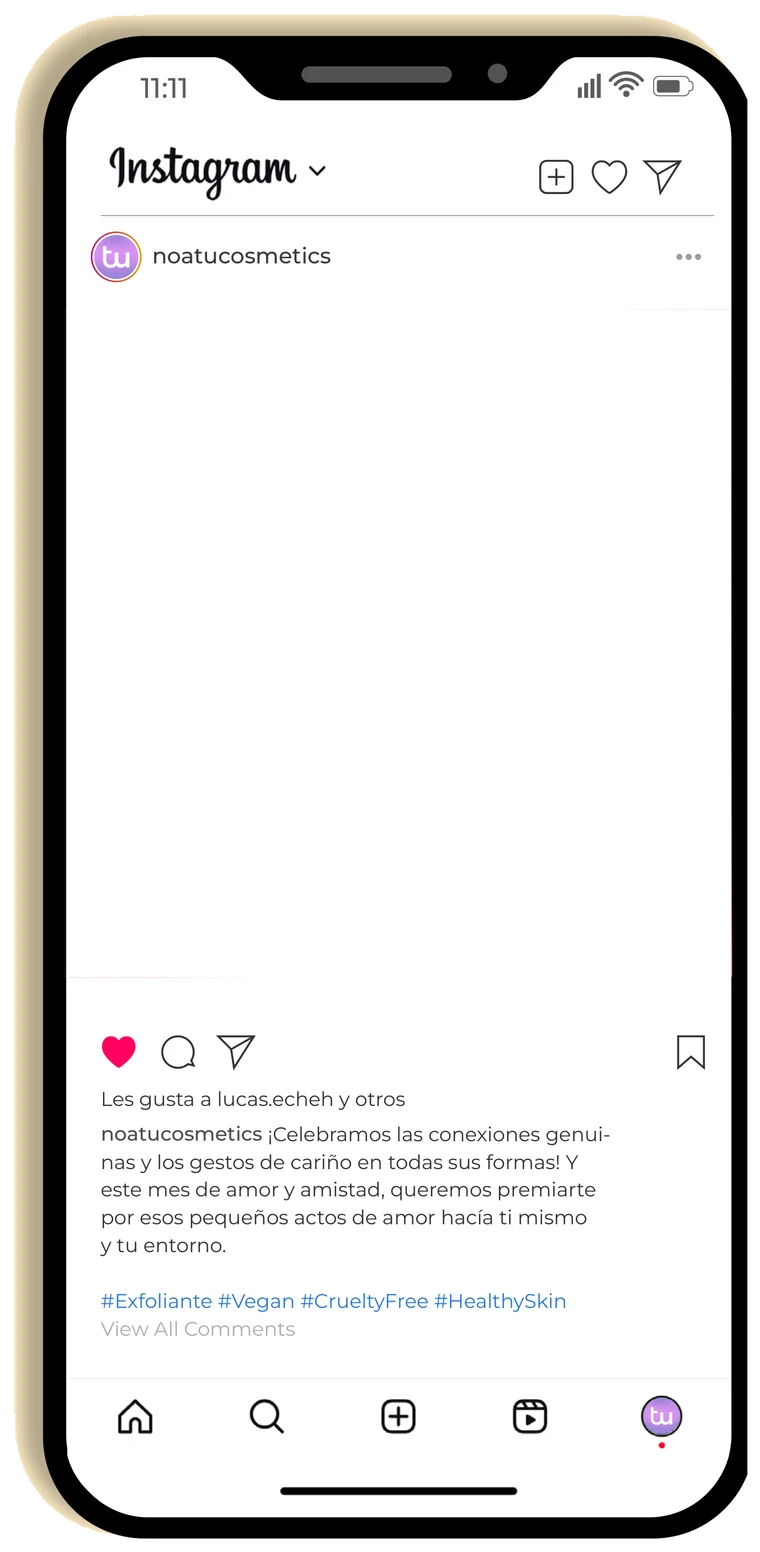 11:11
Instagram
tu noatucosmetics
Les gusta a lucas.echeh y otros
noatucosmetics ¡Celebramos las conexiones genui-
nas y los gestos de cariño en todas sus formas! Y
este mes de amor y amistad, queremos premiarte
por esos pequeños actos de amor hacía ti mismo
y tu entorno.
#Exfoliante #Vegan #CrueltyFree #HealthySkin
View All Comments
tu